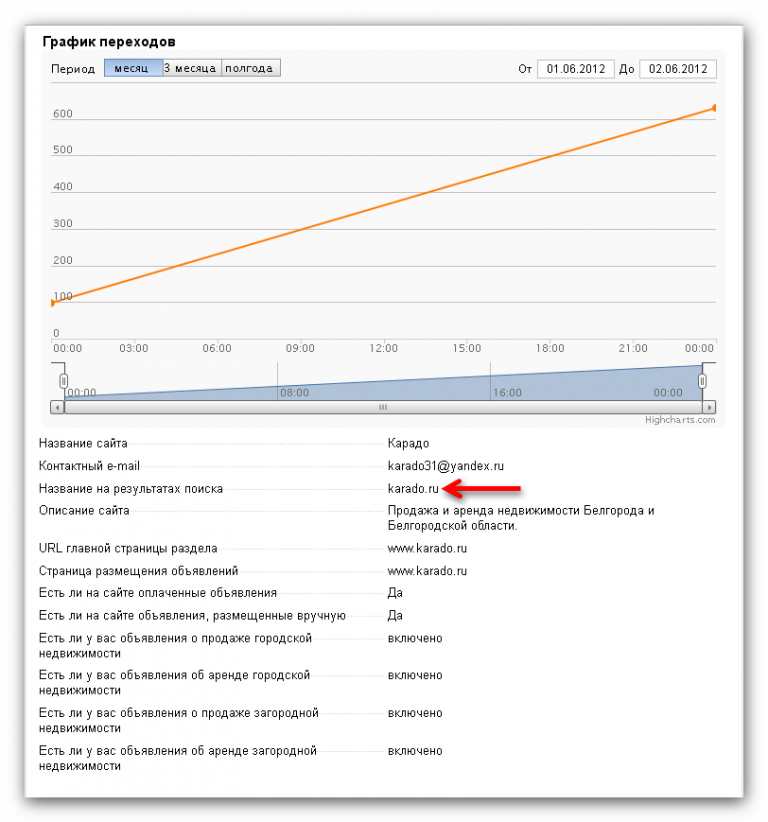 График переходов
Период месяц 3 месяца полгода От 01.06.2012 До 02.06.2012
600
500
400
300
200
100
0
00:00 03:00 06:00 09:00 12:00 15:00 18:00 21:00 00:00
00:00 08:00 16:00 00:00
Highcharts.com
Название сайта Карадо
Контактный e-mail karado31@yandex.ru
Название на результатах поиска karado.ru
Описание сайта Продажа и аренда недвижимости Белгорода и
Белгородской области.
URL главной страницы раздела www.karado.ru
Страница размещения объявлений www.karado.ru
Есть ли на сайте оплаченные объявления Да
Есть ли на сайте объявления, размещенные вручную Да
Есть ли у вас объявления о продаже городской включено
недвижимости
Есть ли у вас объявления об аренде городской включено
недвижимости
Есть ли у вас объявления о продаже загородной включено
недвижимости
Есть ли у вас объявления об аренде загородной включено
недвижимости